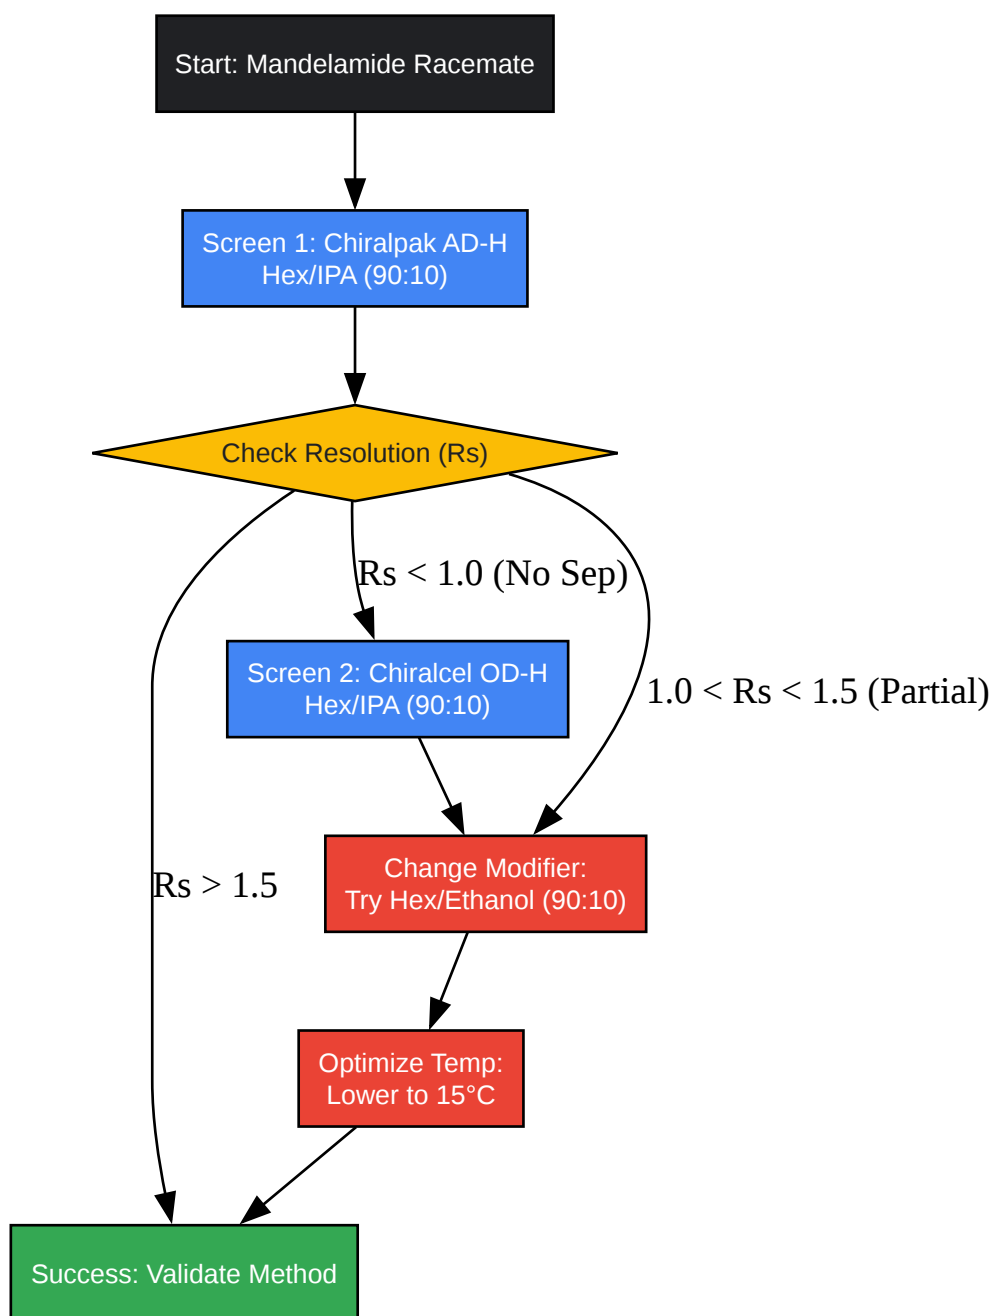 Start: Mandelamide Racemate
Screen 1: Chiralpak AD-H
Hex/IPA (90:10)
Check Resolution (Rs)
Rs < 1.0 (No Sep)
Screen 2: Chiralcel OD-H
Hex/IPA (90:10)
1.0 < Rs < 1.5 (Partial)
Rs > 1.5
Change Modifier:
Try Hex/Ethanol (90:10)
Optimize Temp:
Lower to 15°C
Success: Validate Method